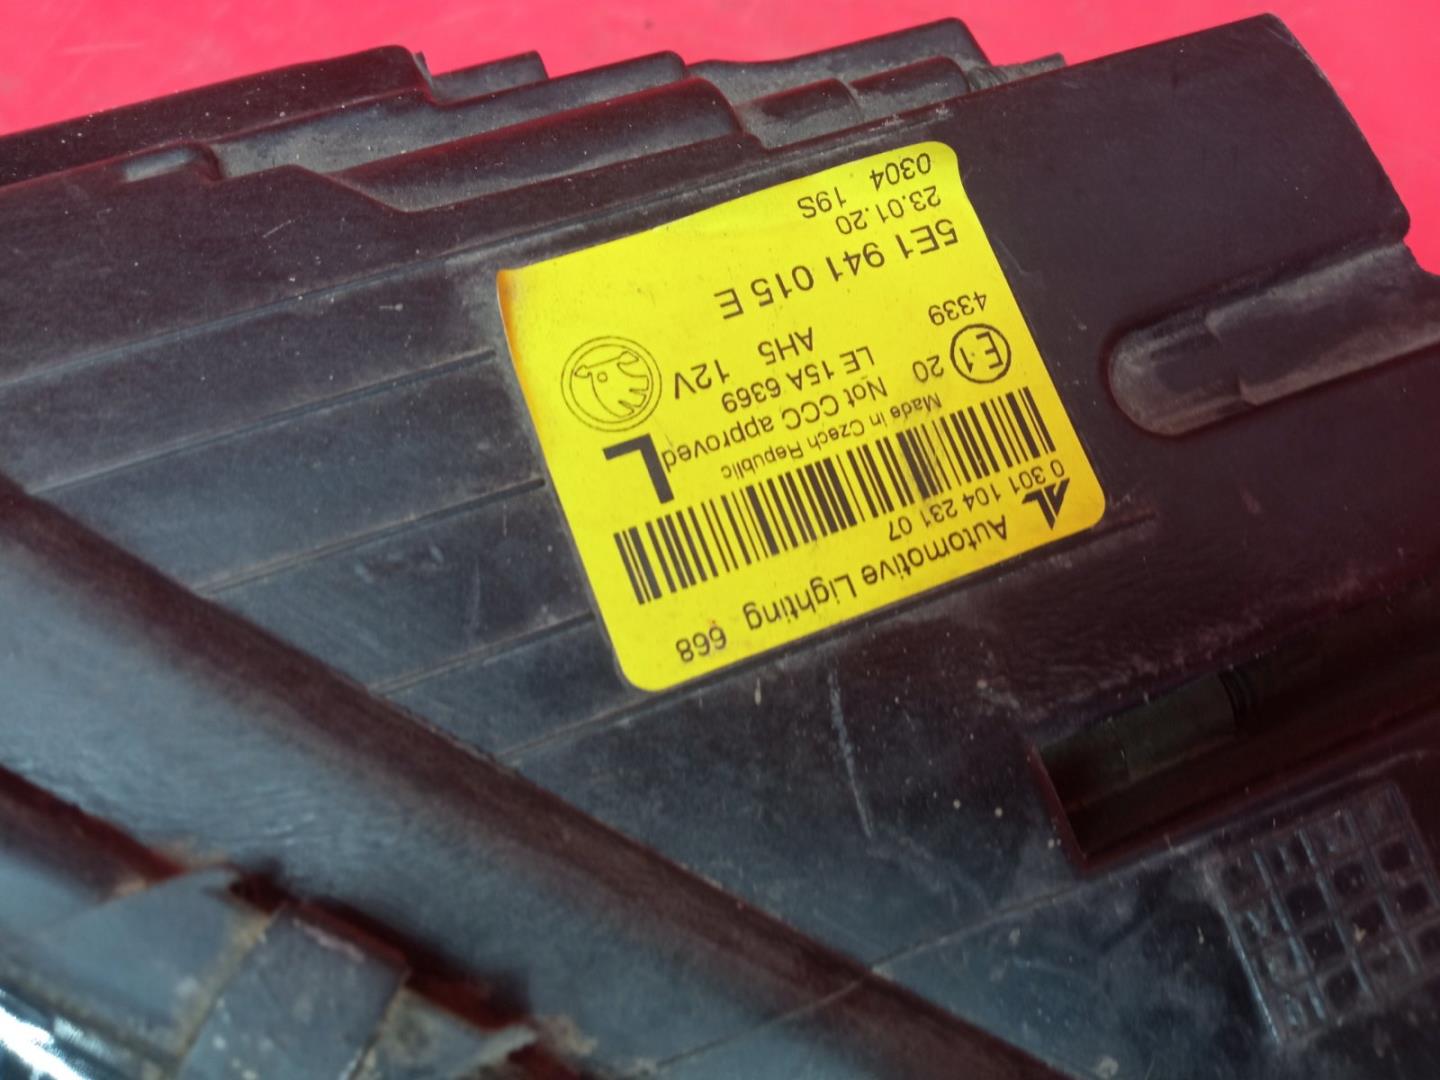 Automotive Lighting 668
0 301 104 231 07
Made in Czech Republic
Not CCC approved L
E1 20 LE 15A 6369
4339 AH5 12V
5E1 941 015 E
23.01.20
0304 19S